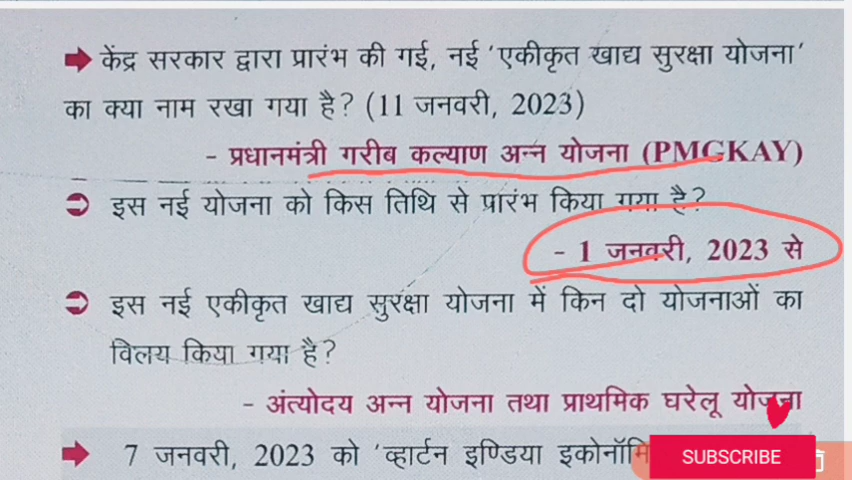 ➡ केंद्र सरकार द्वारा प्रारंभ की गई, नई 'एकीकृत खाद्य सुरक्षा योजना'
का क्या नाम रखा गया है? (11 जनवरी, 2023)
- प्रधानमंत्री गरीब कल्याण अन्न योजना (PMGKAY)
➲ इस नई योजना को किस तिथि से प्रारंभ किया गया है?
- 1 जनवरी, 2023 से
➲ इस नई एकीकृत खाद्य सुरक्षा योजना में किन दो योजनाओं का
विलय किया गया है?
- अंत्योदय अन्न योजना तथा प्राथमिक घरेलू योजना
➡ 7 जनवरी, 2023 को 'व्हार्टन इण्डिया
SUBSCRIBE